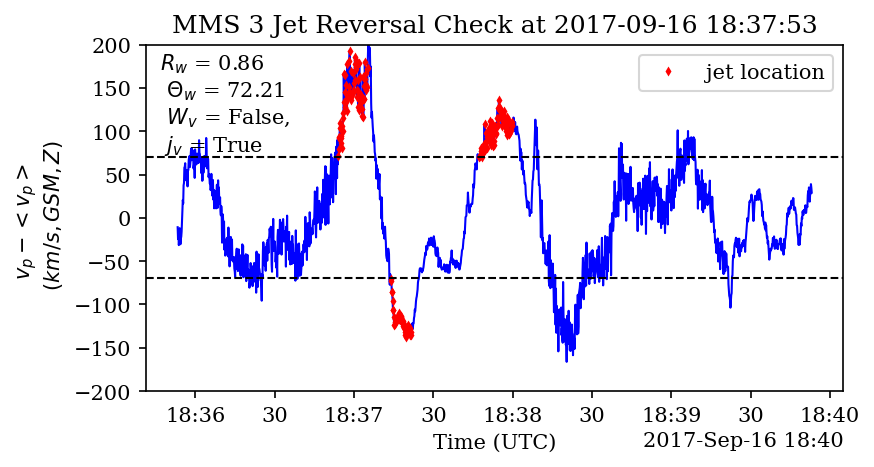 MMS 3 Jet Reversal Check at 2017-09-16 18:37:53
R_w = 0.86
Θ_w = 72.21
W_v = False,
j_v = True
jet location
200
150
100
50
0
−50
−100
−150
−200
v_p − < v_p >
(km/s, GSM, Z)
18:36 30 18:37 30 18:38 30 18:39 30 18:40
Time (UTC)
2017-Sep-16 18:40